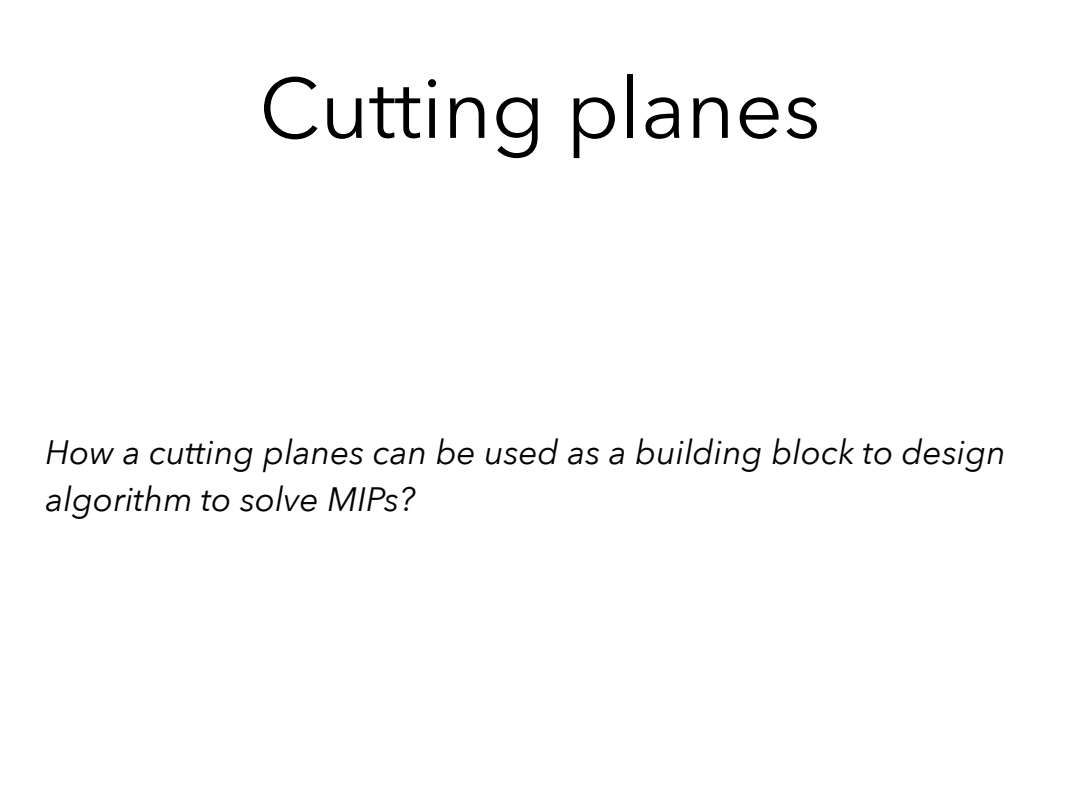 Cutting planes
How a cutting planes can be used as a building block to design
algorithm to solve MIPs?